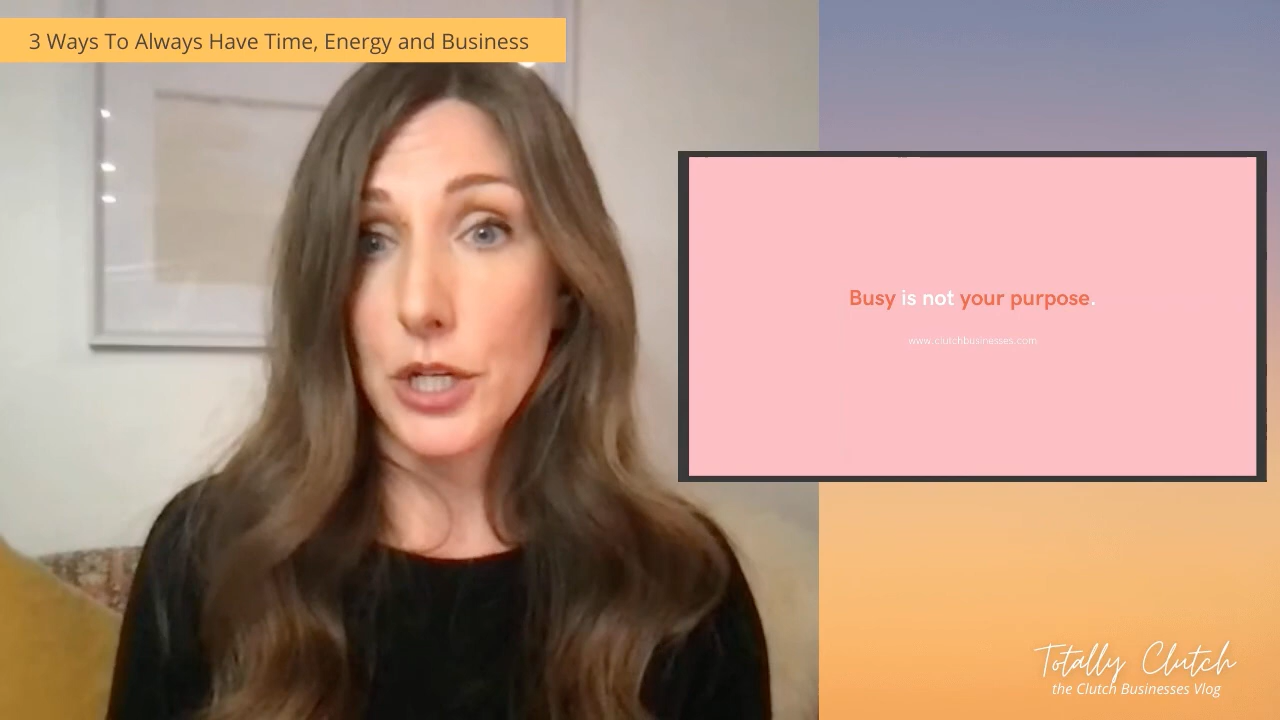 3 Ways To Always Have Time, Energy and Business
Busy is not your purpose.
www.clutchbusinesses.com
Totally Clutch
the Clutch Businesses Vlog